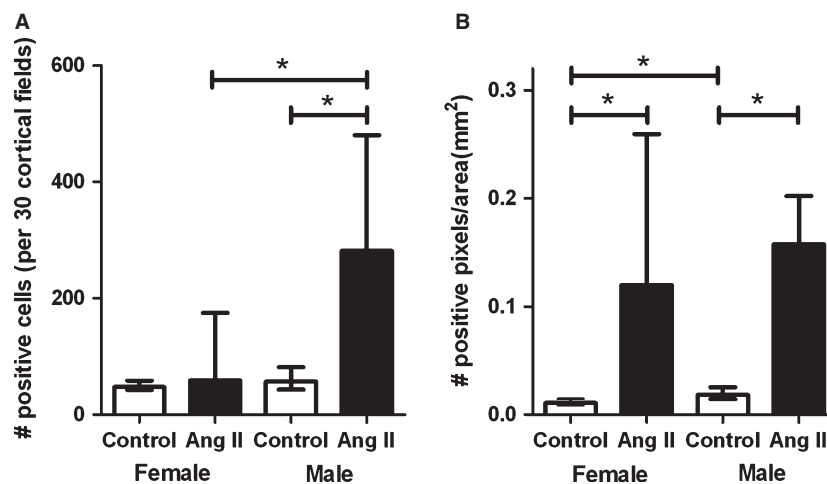 A
# positive cells (per 30 cortical fields)
600
400
200
0
*
*
Control Ang II Control Ang II
Female Male
B
# positive pixels/area(mm²)
0.3
0.2
0.1
0.0
*
*
*
Control Ang II Control Ang II
Female Male